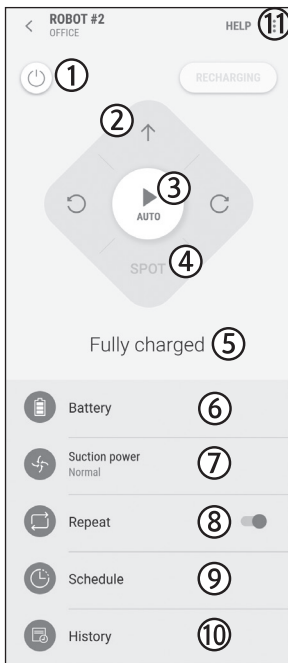 ROBOT #2
OFFICE
HELP ⑪
①
RECHARGING
②
③
AUTO
SPOT ④
Fully charged ⑤
Battery ⑥
Suction power ⑦
Normal
Repeat ⑧
Schedule ⑨
History ⑩